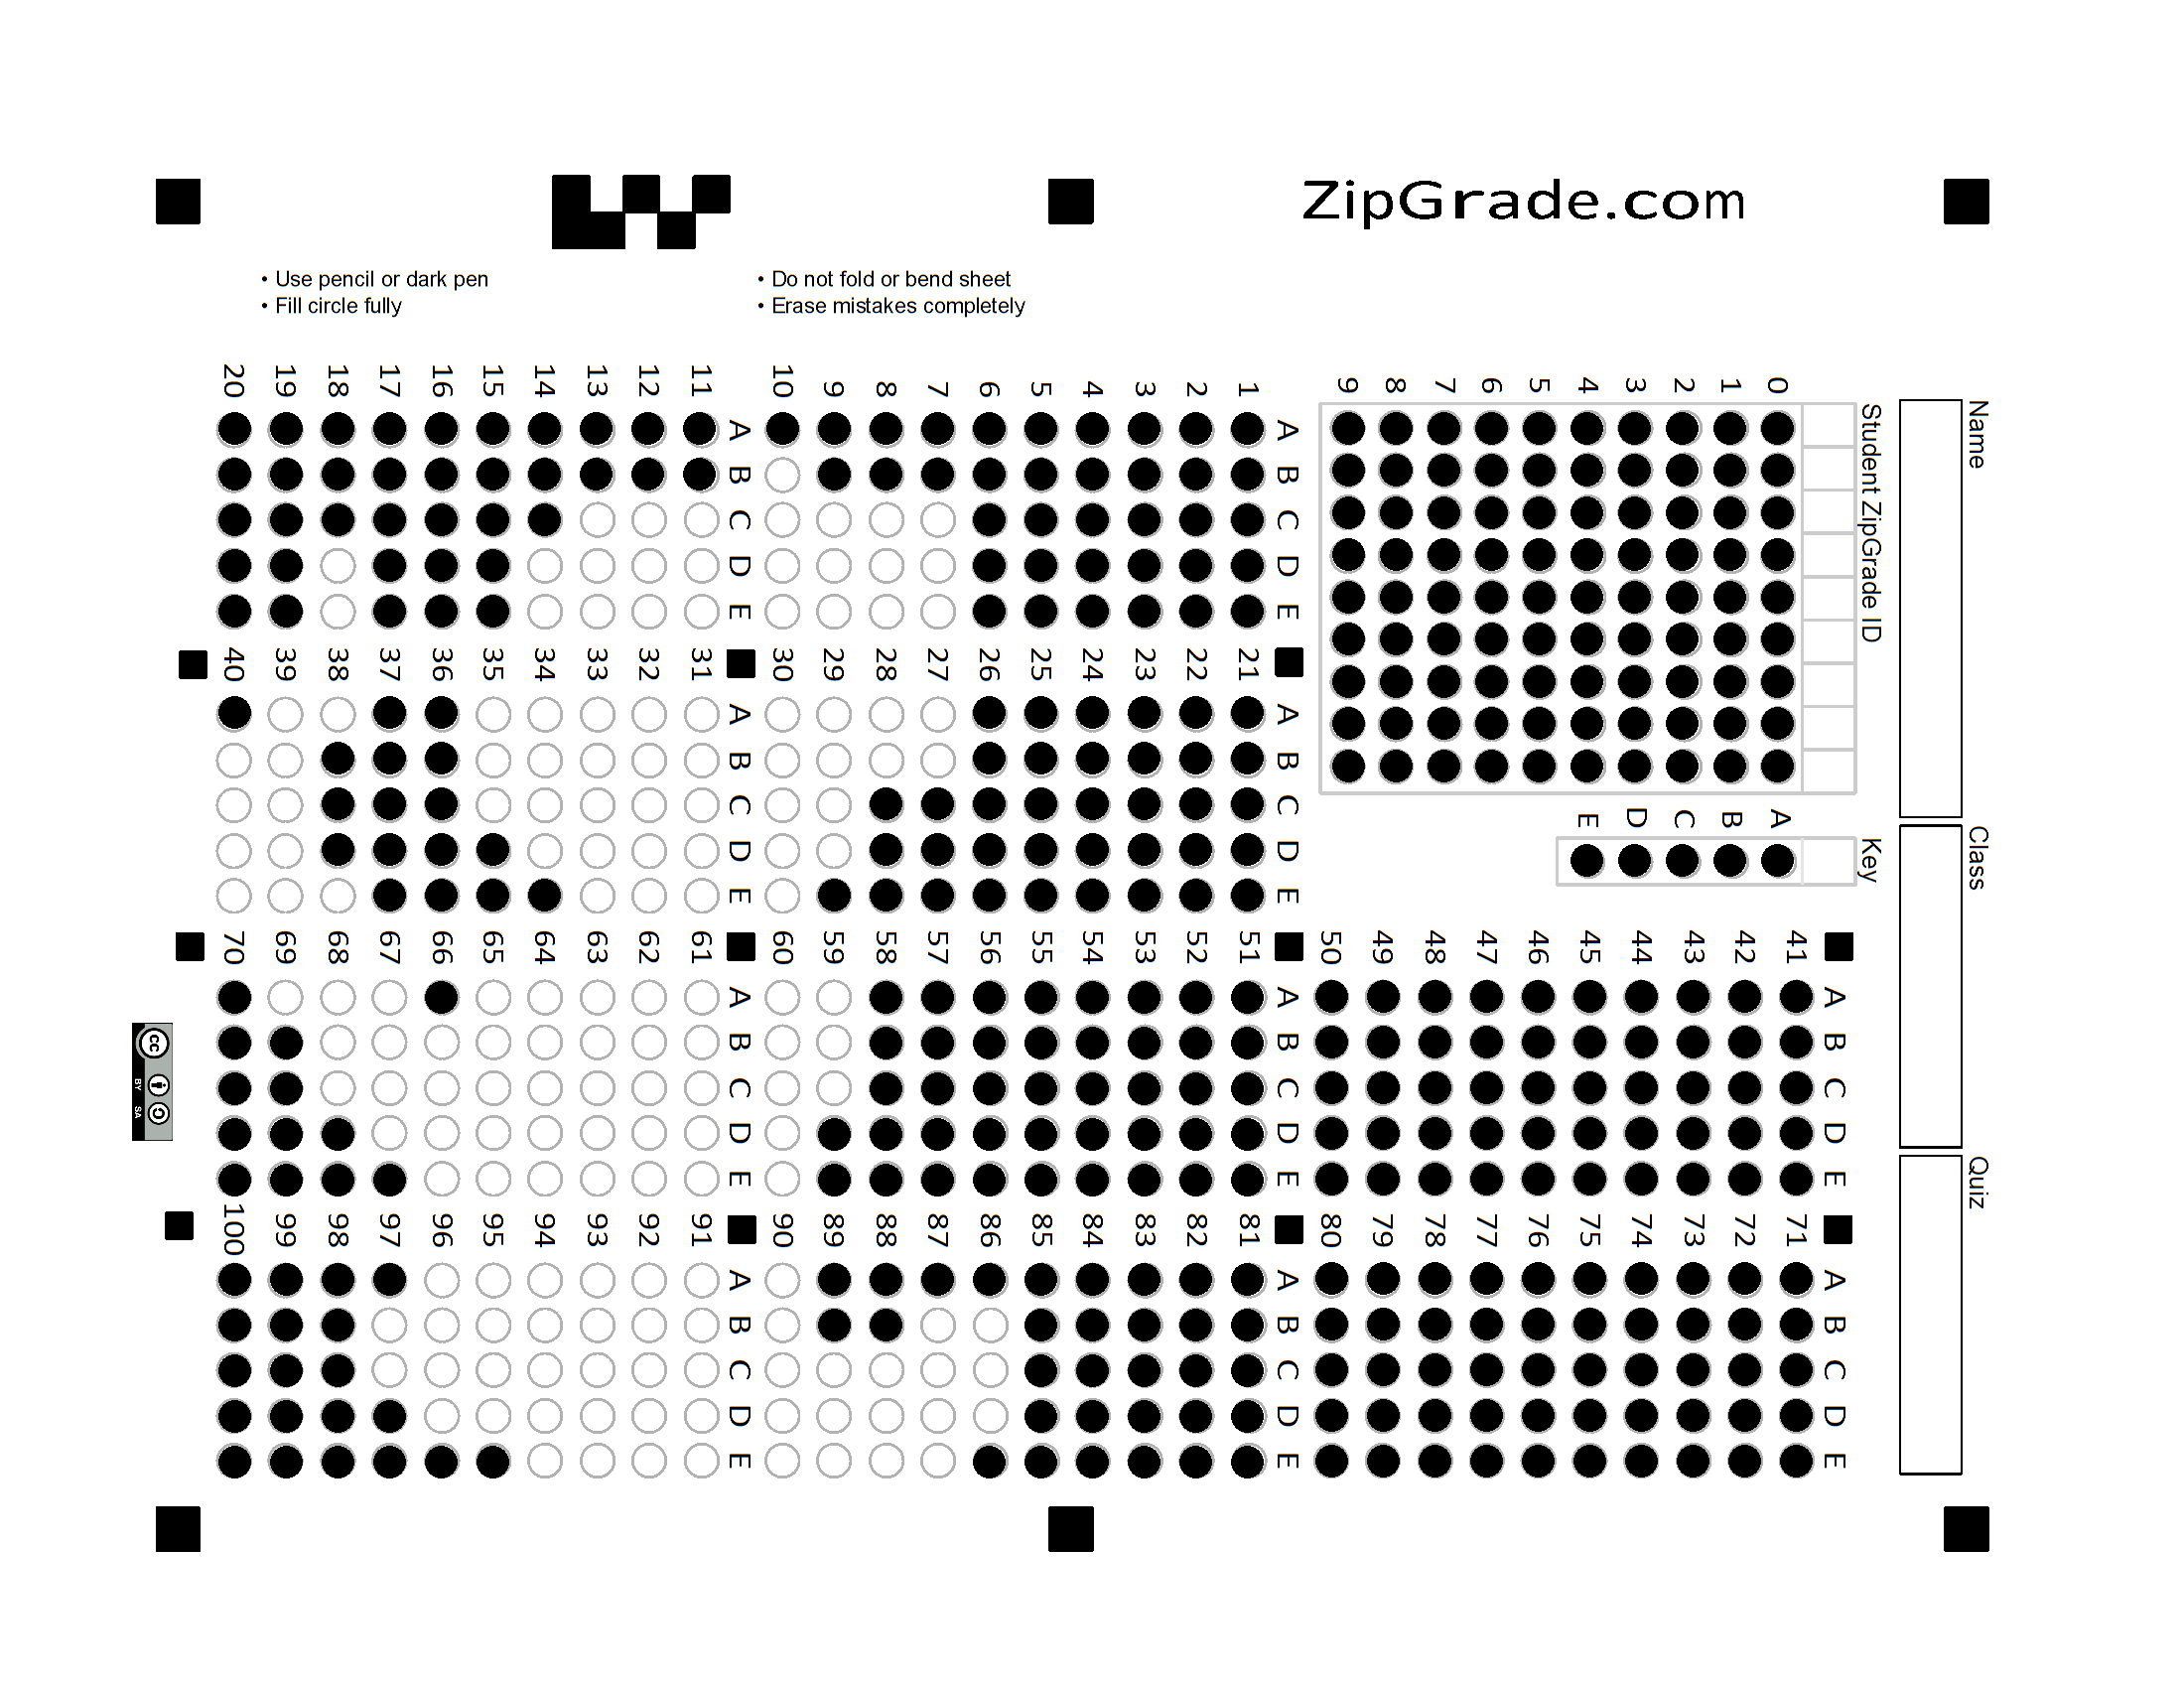 ZipGrade.com
• Use pencil or dark pen
• Fill circle fully
• Do not fold or bend sheet
• Erase mistakes completely
Name
Class
Quiz
Student ZipGrade ID
0 1 2 3 4 5 6 7 8 9
Key
A B C D E
A B C D E
1 2 3 4 5 6 7 8 9 10
A B C D E
11 12 13 14 15 16 17 18 19 20
21 22 23 24 25 26 27 28 29 30
A B C D E
31 32 33 34 35 36 37 38 39 40
A B C D E
41 42 43 44 45 46 47 48 49 50
A B C D E
51 52 53 54 55 56 57 58 59 60
A B C D E
61 62 63 64 65 66 67 68 69 70
A B C D E
71 72 73 74 75 76 77 78 79 80
A B C D E
81 82 83 84 85 86 87 88 89 90
A B C D E
91 92 93 94 95 96 97 98 99 100
A B C D E
cc BY SA